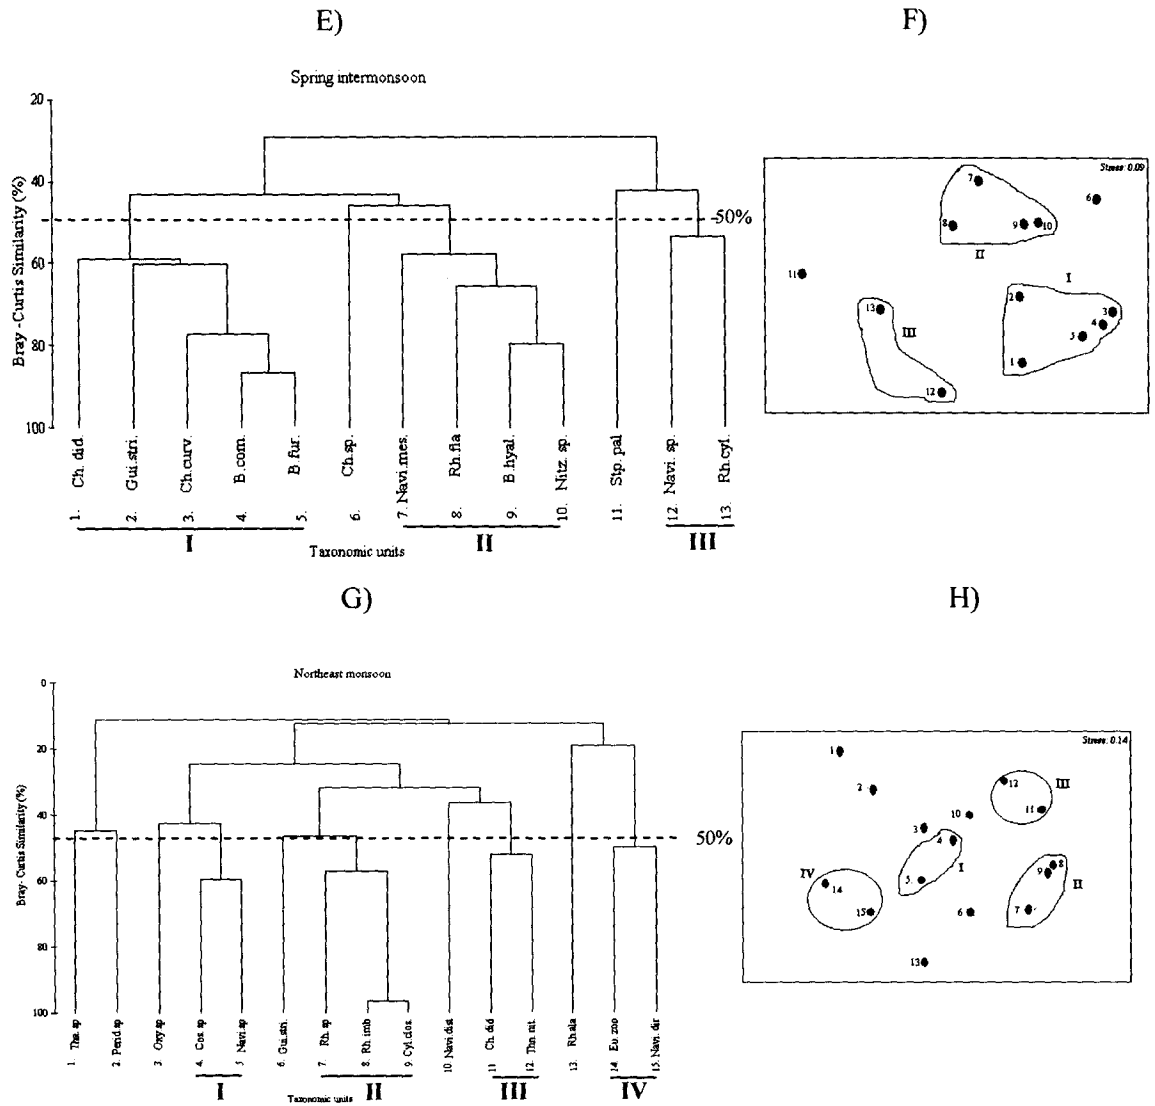 E)
F)
Spring intermonsoon
Bray -Curtis Similarity (%)
20
40
60
80
100
50%
1. Ch. did.
2. Gui.stri.
3. Ch.curv.
4. B.com.
5. B.fur.
6. Ch.sp.
7. Navi.mes.
8. Rh.fla
9. B.hyal.
10. Nitz. sp.
11. Stp. pal
12. Navi. sp.
13. Rh.cyl.
I
II
III
Taxonomic units
Stress: 0.09
7
6
8
9
10
II
11
I
2
3
4
5
1
13
III
12
G)
H)
Northeast monsoon
Bray- Curtis Similarity (%)
0
20
40
60
80
100
50%
1. Tha.sp
2. Perid.sp
3. Oxy.sp
4. Cos.sp
5. Navi.sp
6. Gui.stri.
7. Rh.sp
8. Rh.imb
9. Cyl.clos
10. Navi.dist
11 Ch.did
12. Thn.nit.
13. Rh.ala
14. Eu.zoo
15. Navi.dir
I
II
III
IV
Taxonomic units
Stress: 0.14
1
2
12
III
11
10
3
4
I
5.
8
9
II
7
IV
14
15
6
13